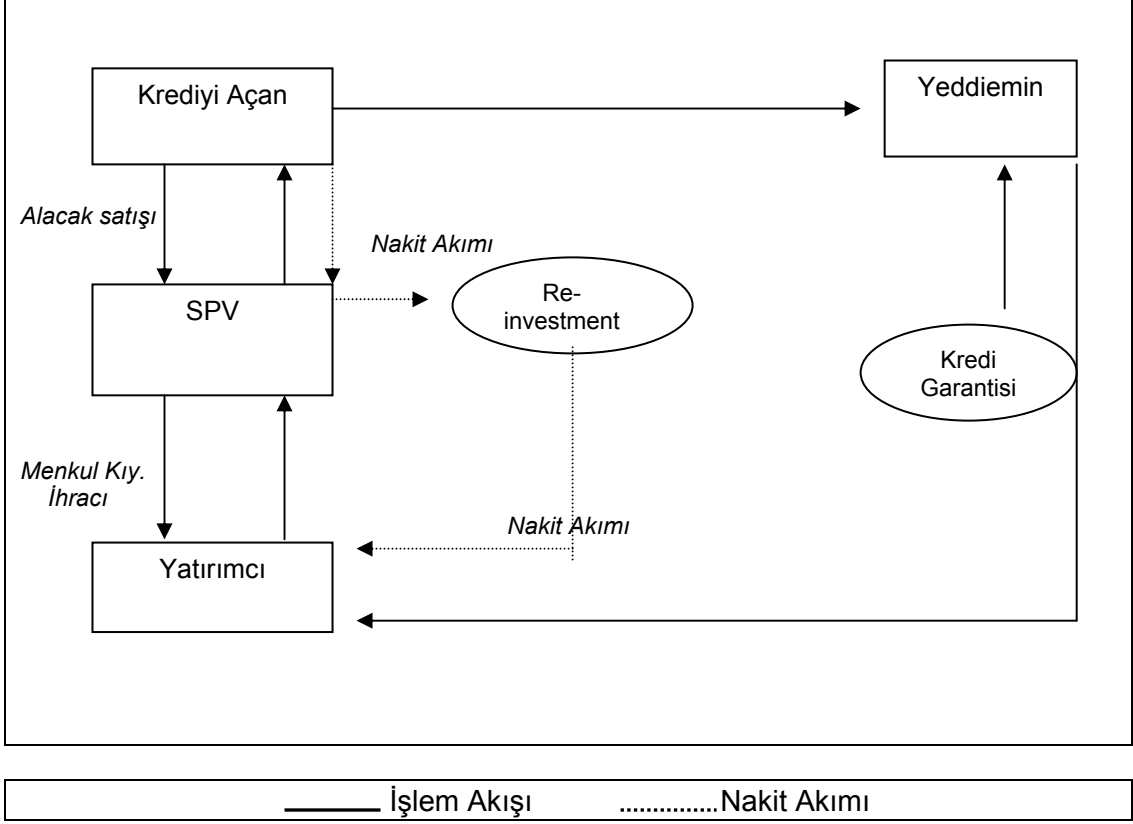 Krediyi Açan
Yeddiemin
Alacak satışı
Nakit Akımı
SPV
Re-
investment
Kredi
Garantisi
Menkul Kıy.
İhracı
Nakit Akımı
Yatırımcı
İşlem Akışı
...............Nakit Akımı